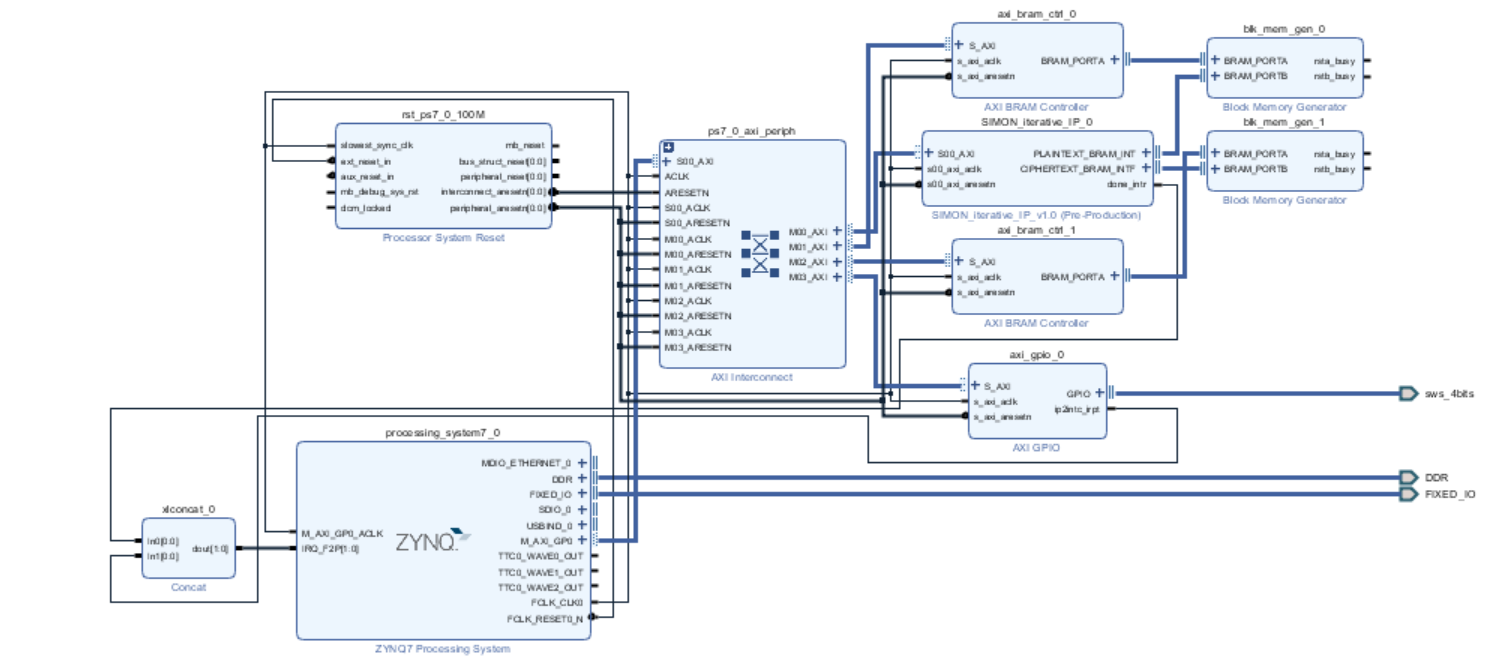 axi_bram_ctrl_0
S_AXI
s_axi_aclk
s_axi_aresetn
BRAM_PORTA
AXI BRAM Controller
blk_mem_gen_0
BRAM_PORTA
BRAM_PORTB
rsta_busy
rstb_busy
Block Memory Generator
SIMON_iterative_IP_0
S00_AXI
s00_axi_aclk
s00_axi_aresetn
PLAINTEXT_BRAM_INT
CIPHERTEXT_BRAM_INTF
done_intr
SIMON_iterative_IP_v1.0 (Pre-Production)
blk_mem_gen_1
BRAM_PORTA
BRAM_PORTB
rsta_busy
rstb_busy
Block Memory Generator
rst_ps7_0_100M
slowest_sync_clk
ext_reset_in
aux_reset_in
mb_debug_sys_rst
dcm_locked
mb_reset
bus_struct_reset[0:0]
peripheral_reset[0:0]
interconnect_aresetn[0:0]
peripheral_aresetn[0:0]
Processor System Reset
ps7_0_axi_periph
S00_AXI
ACLK
ARESETN
S00_ACLK
S00_ARESETN
M00_ACLK
M00_ARESETN
M01_ACLK
M01_ARESETN
M02_ACLK
M02_ARESETN
M03_ACLK
M03_ARESETN
M00_AXI
M01_AXI
M02_AXI
M03_AXI
AXI Interconnect
axi_bram_ctrl_1
S_AXI
s_axi_aclk
s_axi_aresetn
BRAM_PORTA
AXI BRAM Controller
axi_gpio_0
S_AXI
s_axi_aclk
s_axi_aresetn
GPIO
ip2intc_irpt
AXI GPIO
sws_4bits
DDR
FIXED_IO
processing_system7_0
M_AXI_GP0_ACLK
IRQ_F2P[1:0]
ZYNQ
MDIO_ETHERNET_0
DDR
FIXED_IO
SDIO_0
USBIND_0
M_AXI_GP0
TTC0_WAVE0_OUT
TTC0_WAVE1_OUT
TTC0_WAVE2_OUT
FCLK_CLK0
FCLK_RESET0_N
ZYNQ7 Processing System
xlconcat_0
In0[0:0]
In1[0:0]
dout[1:0]
Concat